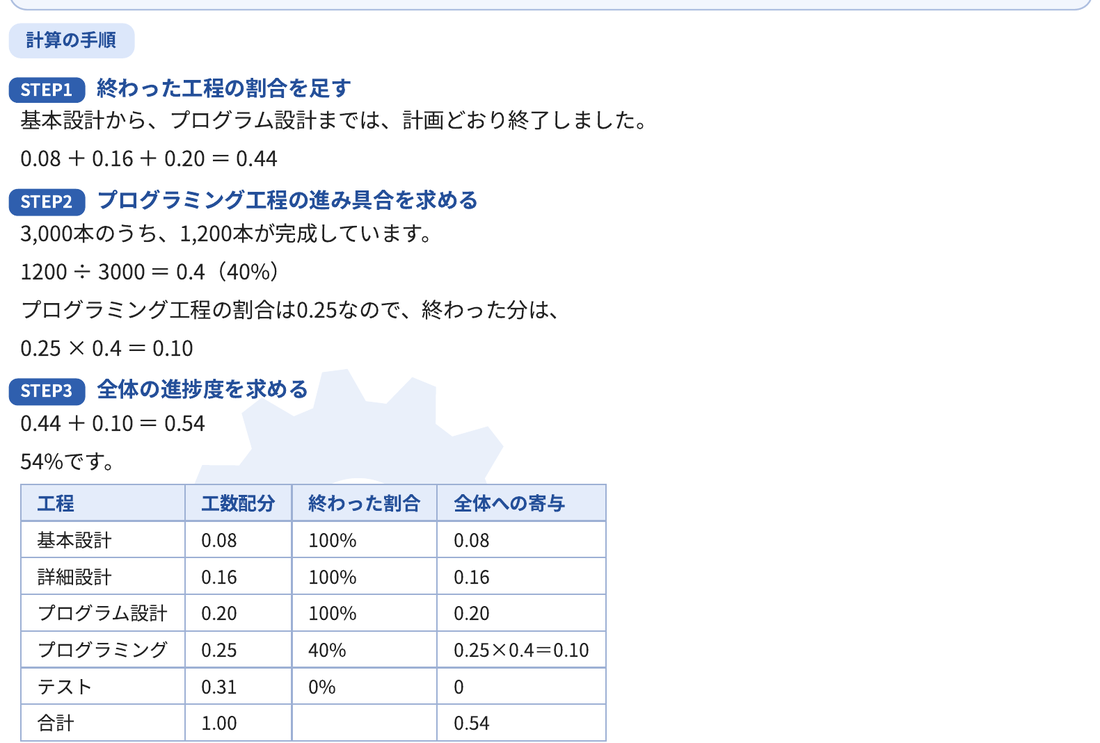 計算の手順
STEP1 終わった工程の割合を足す
基本設計から、プログラム設計までは、計画どおり終了しました。
0.08 ＋ 0.16 ＋ 0.20 ＝ 0.44
STEP2 プログラミング工程の進み具合を求める
3,000本のうち、1,200本が完成しています。
1200 ÷ 3000 ＝ 0.4（40%）
プログラミング工程の割合は0.25なので、終わった分は、
0.25 × 0.4 ＝ 0.10
STEP3 全体の進捗度を求める
0.44 ＋ 0.10 ＝ 0.54
54%です。
工程 工数配分 終わった割合 全体への寄与
基本設計 0.08 100% 0.08
詳細設計 0.16 100% 0.16
プログラム設計 0.20 100% 0.20
プログラミング 0.25 40% 0.25×0.4＝0.10
テスト 0.31 0% 0
合計 1.00 0.54